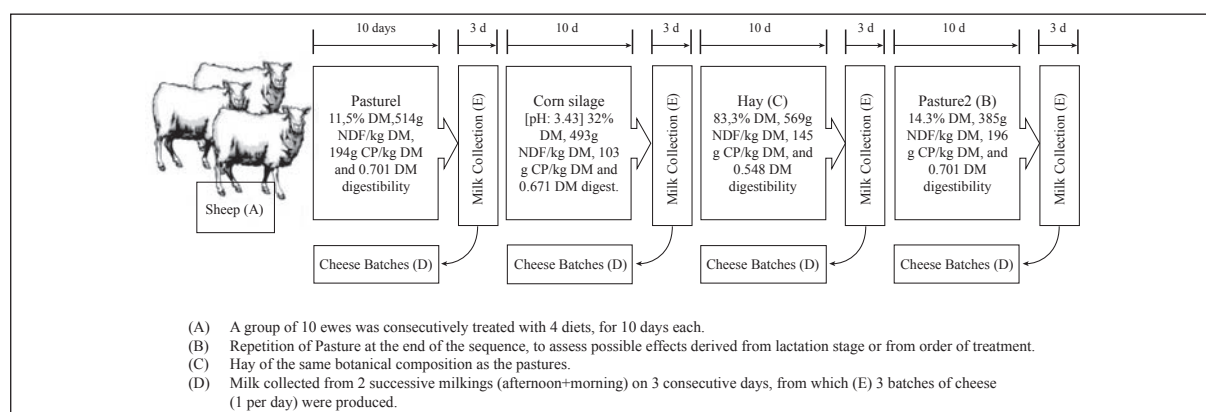 10 days
3 d
10 d
3 d
10 d
3 d
10 d
3 d
Pasturel
11,5% DM,514g
NDF/kg DM,
194g CP/kg DM
and 0.701 DM
digestibility
Milk Collection (E)
Corn silage
[pH: 3.43] 32%
DM, 493g
NDF/kg DM, 103
g CP/kg DM and
0.671 DM digest.
Milk Collection (E)
Hay (C)
83,3% DM, 569g
NDF/kg DM, 145
g CP/kg DM, and
0.548 DM
digestibility
Milk Collection (E)
Pasture2 (B)
14.3% DM, 385g
NDF/kg DM, 196
g CP/kg DM, and
0.701 DM
digestibility
Milk Collection (E)
Sheep (A)
Cheese Batches (D)
Cheese Batches (D)
Cheese Batches (D)
Cheese Batches (D)
(A) A group of 10 ewes was consecutively treated with 4 diets, for 10 days each.
(B) Repetition of Pasture at the end of the sequence, to assess possible effects derived from lactation stage or from order of treatment.
(C) Hay of the same botanical composition as the pastures.
(D) Milk collected from 2 successive milkings (afternoon+morning) on 3 consecutive days, from which (E) 3 batches of cheese
(1 per day) were produced.